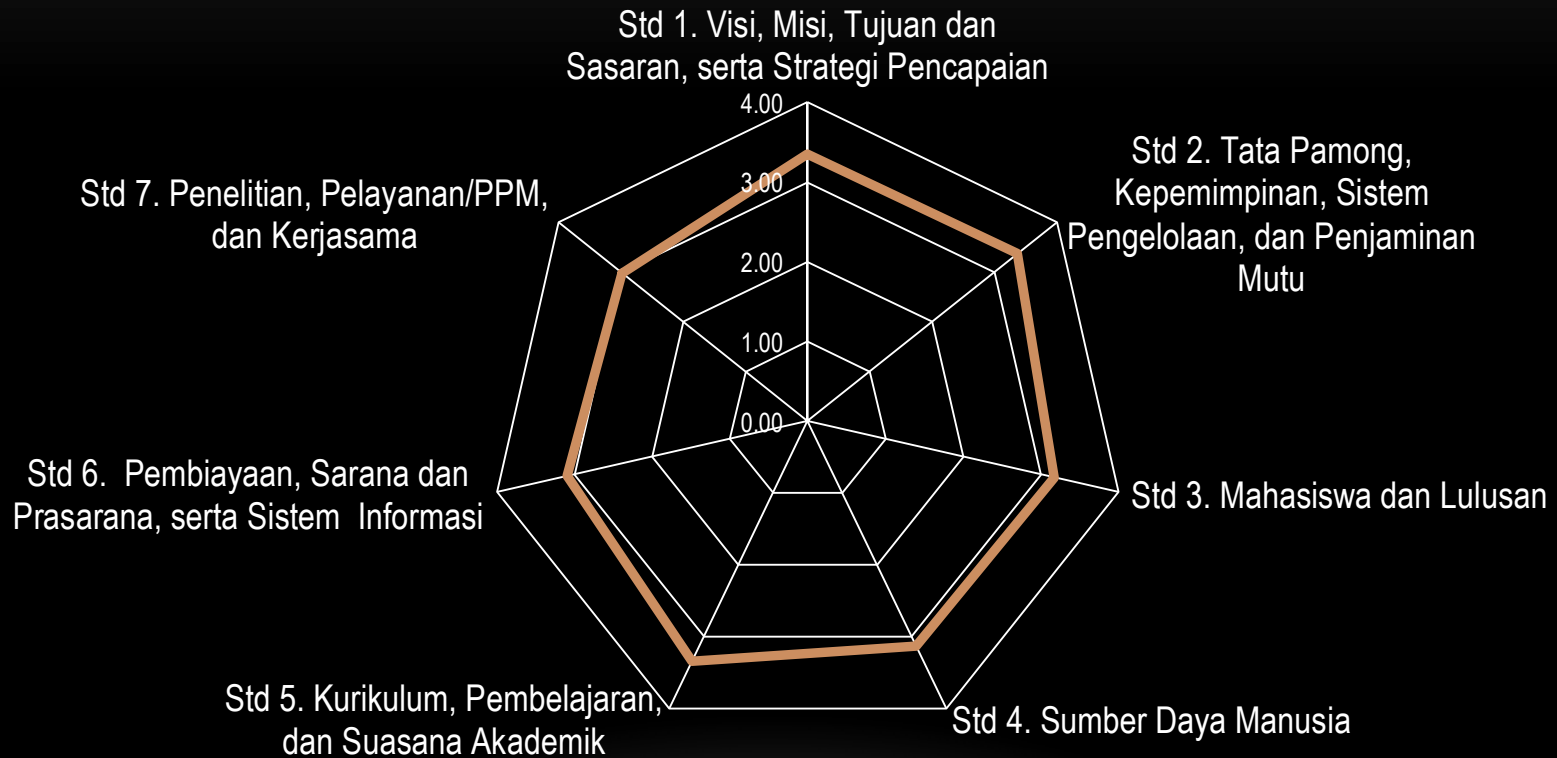 Std 1. Visi, Misi, Tujuan dan
Sasaran, serta Strategi Pencapaian
4.00
3.00
2.00
1.00
0.00
Std 2. Tata Pamong,
Kepemimpinan, Sistem
Pengelolaan, dan Penjaminan
Mutu
Std 3. Mahasiswa dan Lulusan
Std 4. Sumber Daya Manusia
Std 5. Kurikulum, Pembelajaran,
dan Suasana Akademik
Std 6.  Pembiayaan, Sarana dan
Prasarana, serta Sistem  Informasi
Std 7. Penelitian, Pelayanan/PPM,
dan Kerjasama